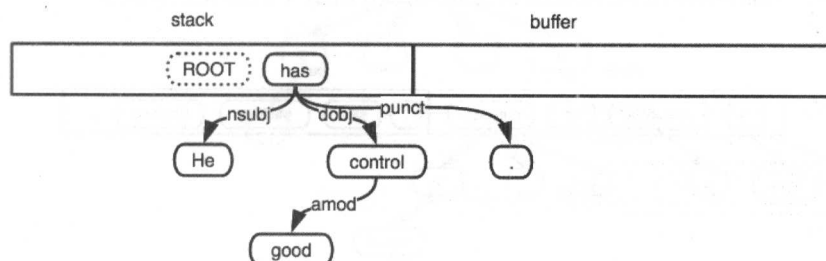 stack buffer
ROOT has
nsubj dobj punct
He control .
amod
good